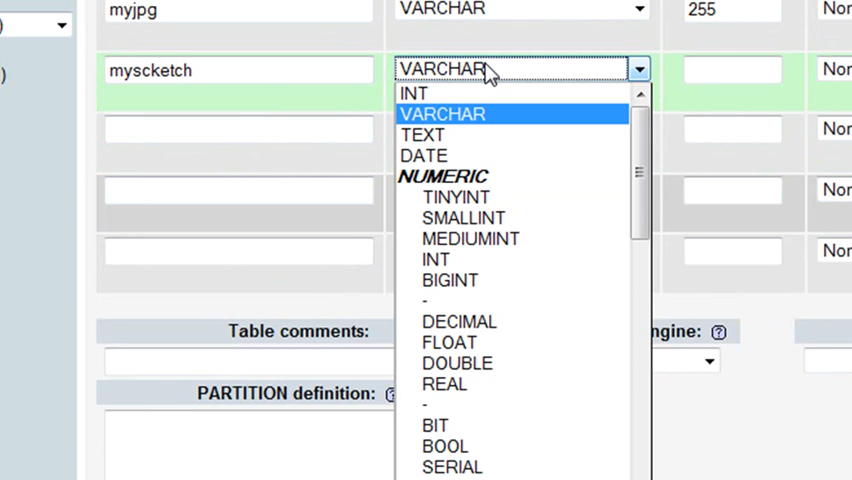 myjpg VARCHAR 255 Non
) 
myscketch VARCHAR Non
INT
VARCHAR
TEXT
DATE
Non
NUMERIC
TINYINT
Non
SMALLINT
MEDIUMINT
Non
INT
BIGINT
-
DECIMAL
Table comments: ngine:
FLOAT
DOUBLE
REAL
PARTITION definition:
-
BIT
BOOL
SERIAL